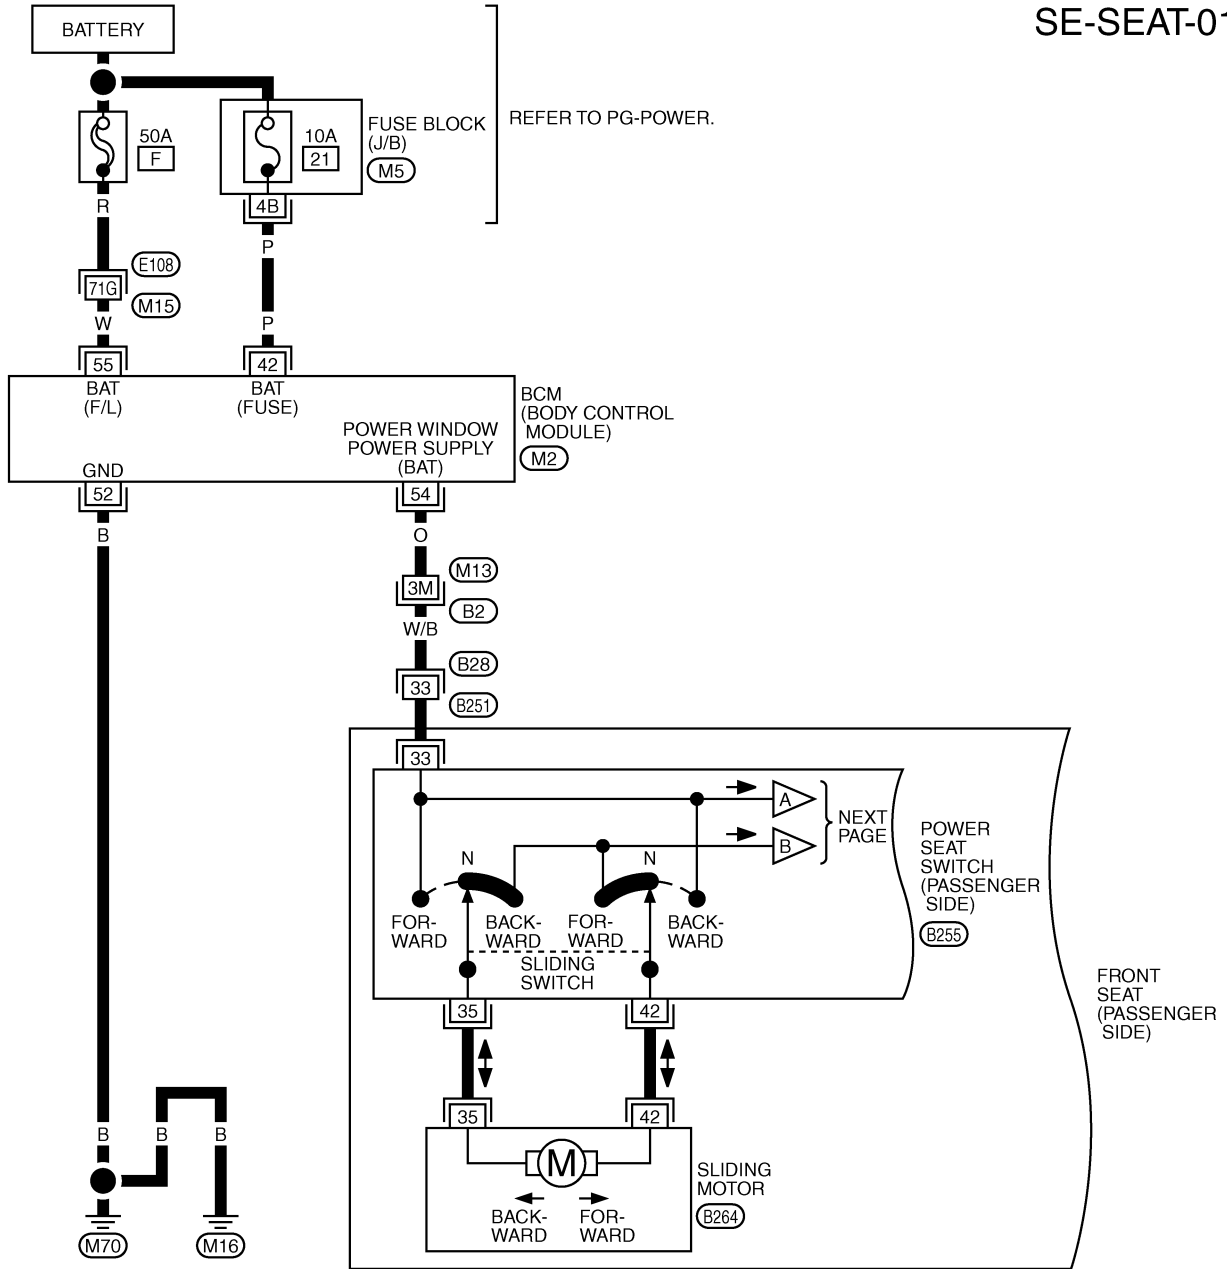 SE-SEAT-01
BATTERY
REFER TO PG-POWER.
50A
F
10A
21
FUSE BLOCK
(J/B)
M5
R
4B
P
E108
71G
M15
W
P
55
42
BAT
(F/L)
BAT
(FUSE)
BCM
(BODY CONTROL
MODULE)
M2
POWER WINDOW
POWER SUPPLY
(BAT)
GND
52
54
B
O
M13
3M
B2
W/B
B28
33
B251
33
A
B
NEXT
PAGE
POWER
SEAT
SWITCH
(PASSENGER
SIDE)
B255
N
N
FOR-
WARD
BACK-
WARD
FOR-
WARD
BACK-
WARD
SLIDING
SWITCH
FRONT
SEAT
(PASSENGER
SIDE)
35
42
35
42
B
B
B
M
SLIDING
MOTOR
B264
BACK-
WARD
FOR-
WARD
M70
M16